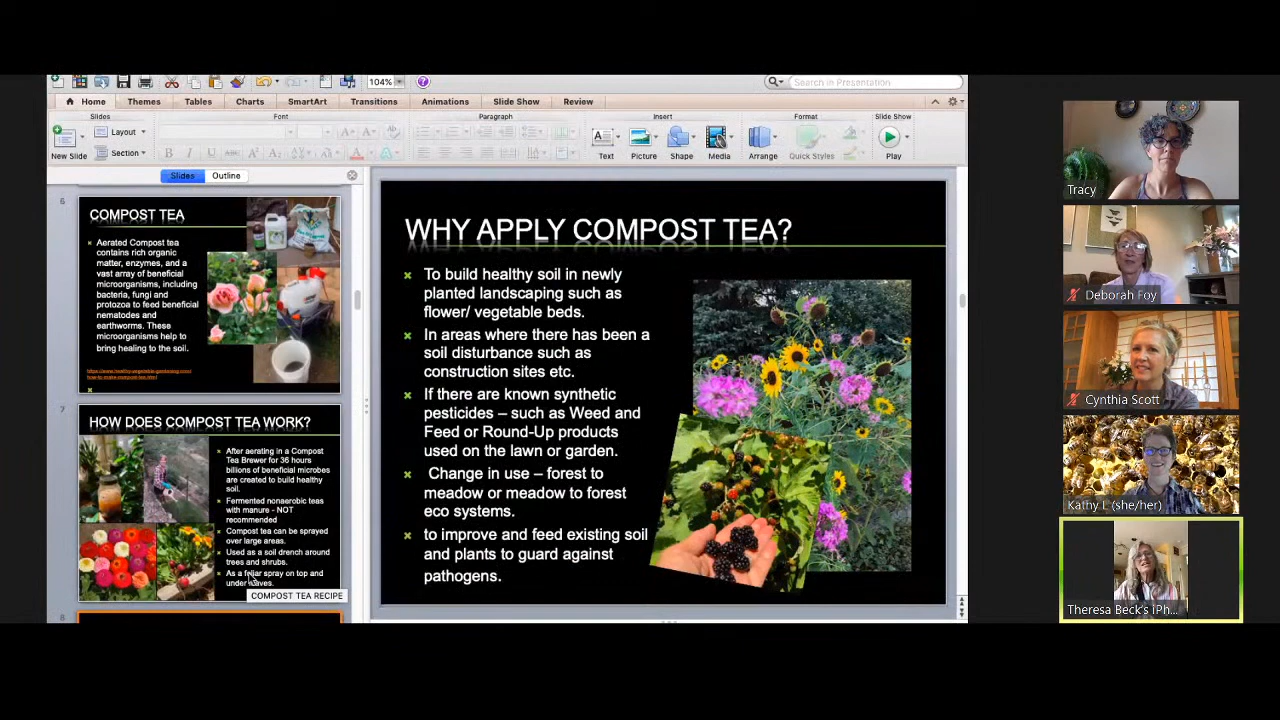 104%
Search in Presentation
Home
Themes
Tables
Charts
SmartArt
Transitions
Animations
Slide Show
Review
Slides
Font
Paragraph
Insert
Format
Slide Show
New Slide
Layout
Section
B I U ABC
Text
Picture
Shape
Media
Arrange
Quick Styles
Play
Slides
Outline
6
COMPOST TEA
Aerated Compost tea
contains rich organic
matter, enzymes, and a
vast array of beneficial
microorganisms, including
bacteria, fungi and
protozoa to feed beneficial
nematodes and
earthworms. These
microorganisms help to
bring healing to the soil.
7
HOW DOES COMPOST TEA WORK?
After aerating in a Compost
Tea Brewer for 36 hours
billions of beneficial microbes
are created to build healthy
soil.
Fermented nonaerobic teas
with manure - NOT
recommended
Compost tea can be sprayed
over large areas.
Used as a soil drench around
trees and shrubs.
As a foliar spray on top and
under leaves.
COMPOST TEA RECIPE
8
WHY APPLY COMPOST TEA?
To build healthy soil in newly
planted landscaping such as
flower/ vegetable beds.
In areas where there has been a
soil disturbance such as
construction sites etc.
If there are known synthetic
pesticides – such as Weed and
Feed or Round-Up products
used on the lawn or garden.
Change in use – forest to
meadow or meadow to forest
eco systems.
to improve and feed existing soil
and plants to guard against
pathogens.
Tracy
Deborah Foy
Cynthia Scott
Kathy L (she/her)
Theresa Beck's iPh...